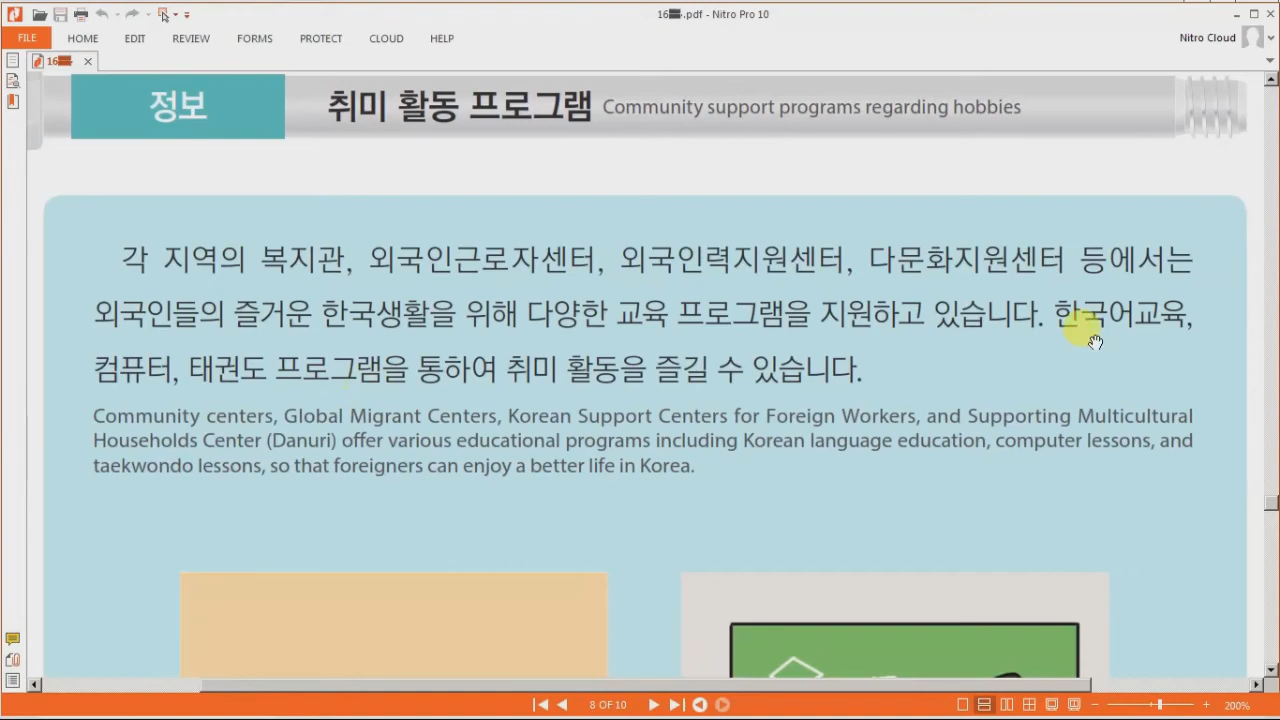 16 .pdf - Nitro Pro 10
FILE HOME EDIT REVIEW FORMS PROTECT CLOUD HELP
Nitro Cloud
16
정보
취미 활동 프로그램 Community support programs regarding hobbies
각 지역의 복지관, 외국인근로자센터, 외국인력지원센터, 다문화지원센터 등에서는
외국인들의 즐거운 한국생활을 위해 다양한 교육 프로그램을 지원하고 있습니다. 한국어교육,
컴퓨터, 태권도 프로그램을 통하여 취미 활동을 즐길 수 있습니다.
Community centers, Global Migrant Centers, Korean Support Centers for Foreign Workers, and Supporting Multicultural
Households Center (Danuri) offer various educational programs including Korean language education, computer lessons, and
taekwondo lessons, so that foreigners can enjoy a better life in Korea.
8 OF 10
200%